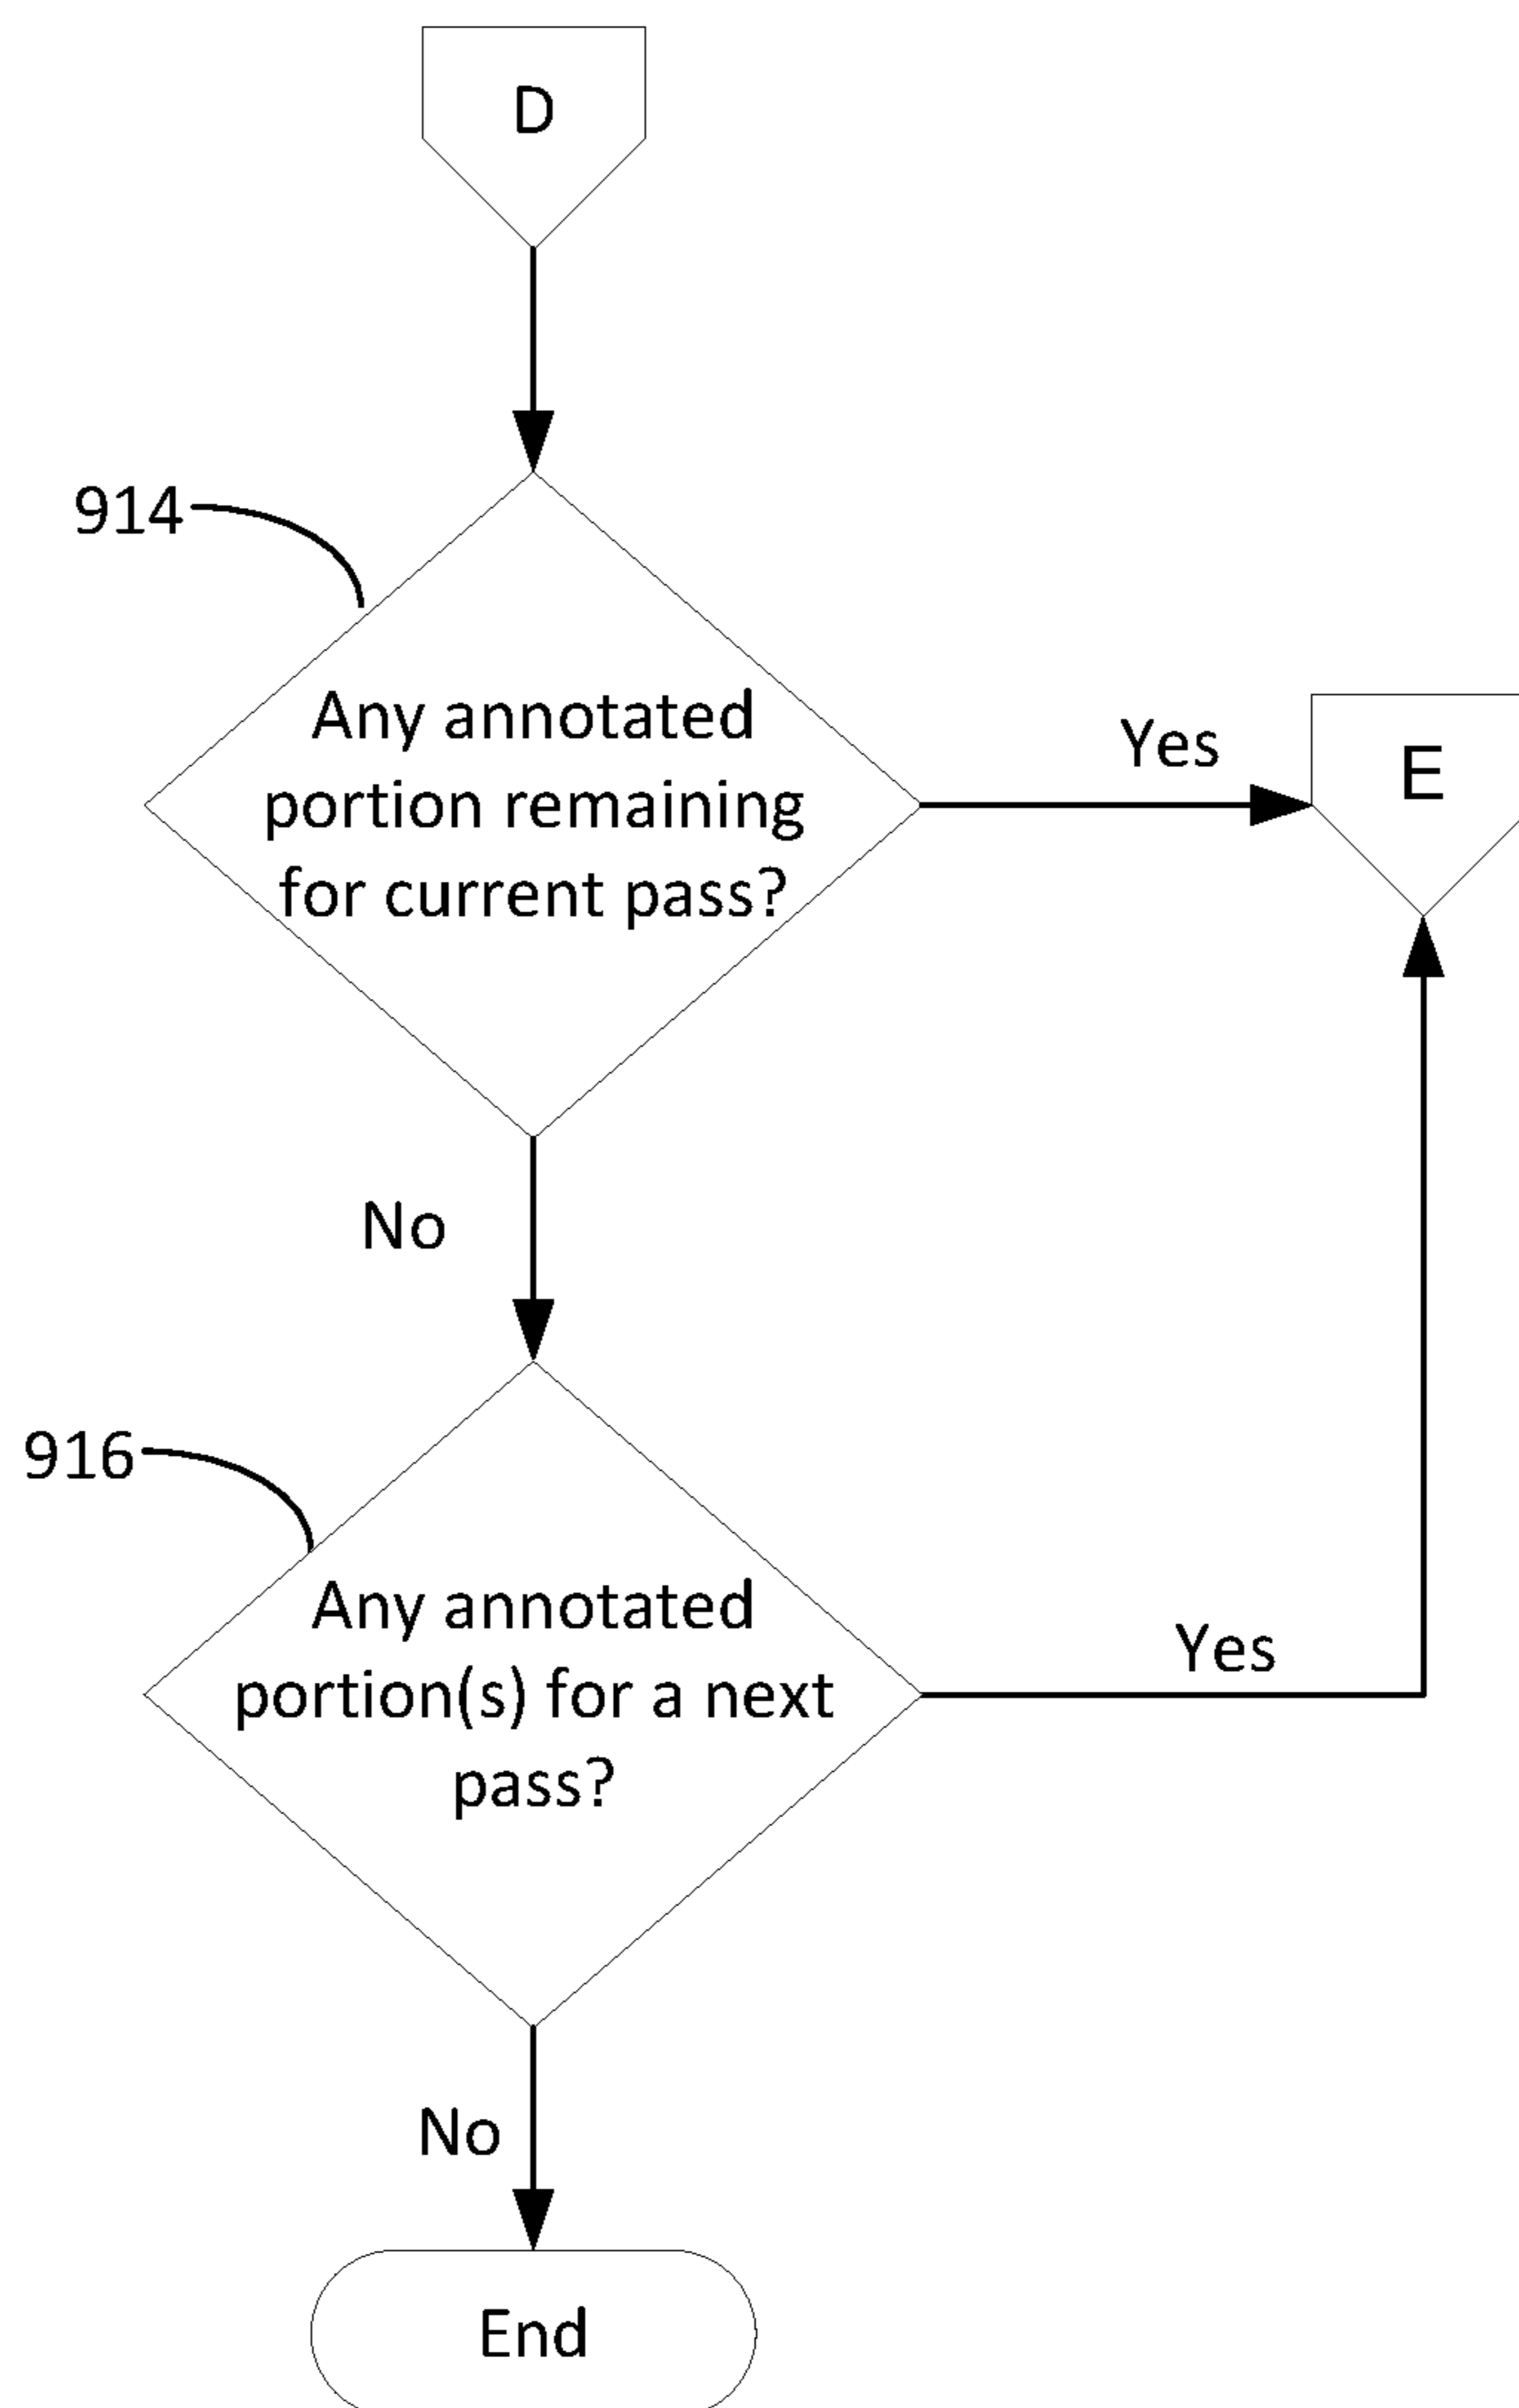 D
914
Any annotated
portion remaining
for current pass?
Yes
E
No
916
Any annotated
portion(s) for a next
pass?
Yes
No
End